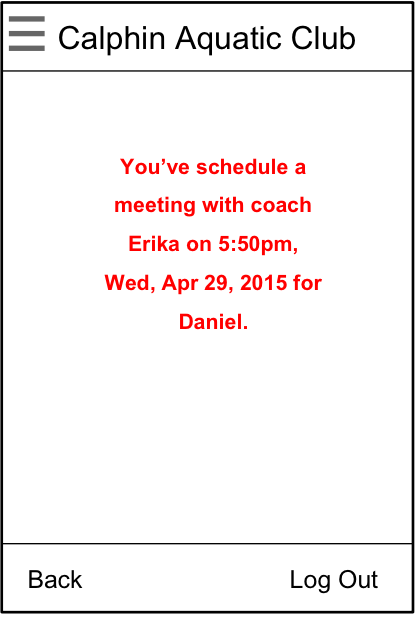 Calphin Aquatic Club
You’ve schedule a
meeting with coach
Erika on 5:50pm,
Wed, Apr 29, 2015 for
Daniel.
Back
Log Out